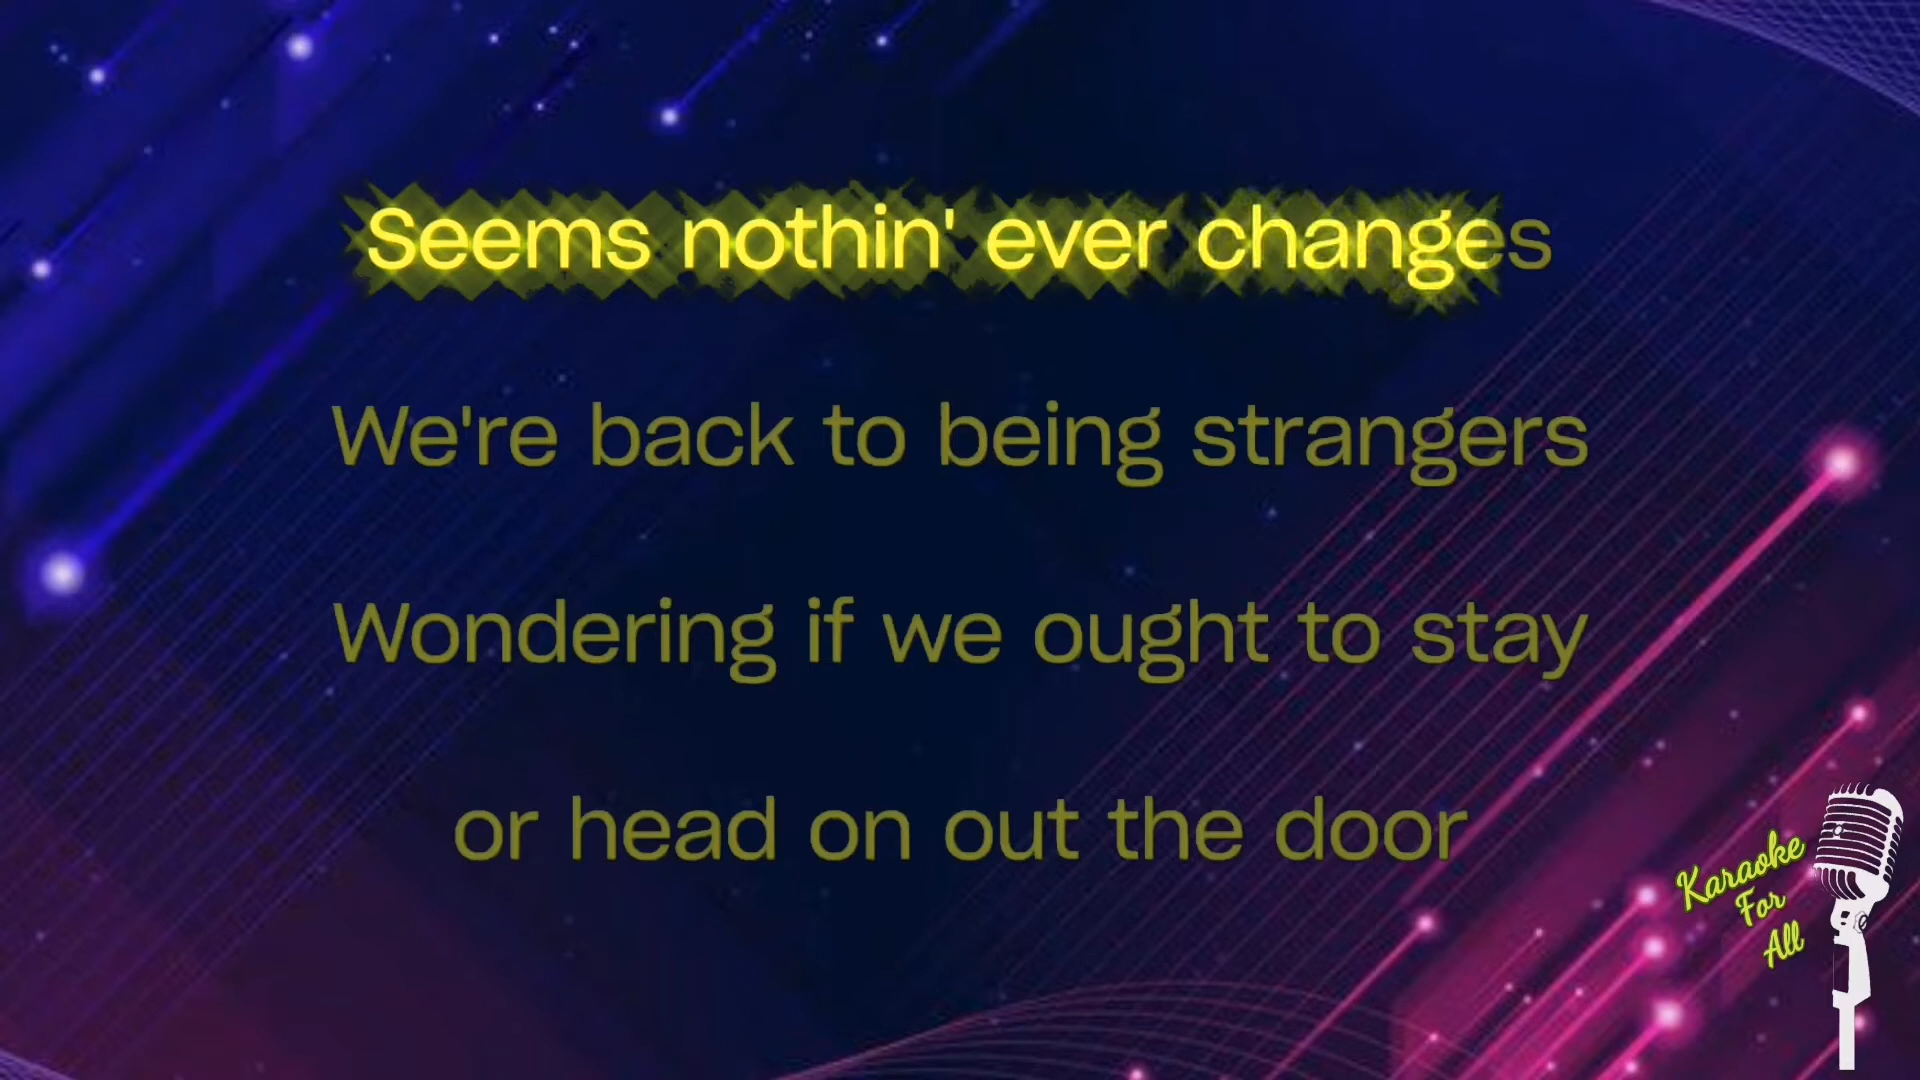 Seems nothin' ever changes
We're back to being strangers
Wondering if we ought to stay
or head on out the door
Karaoke
For
All